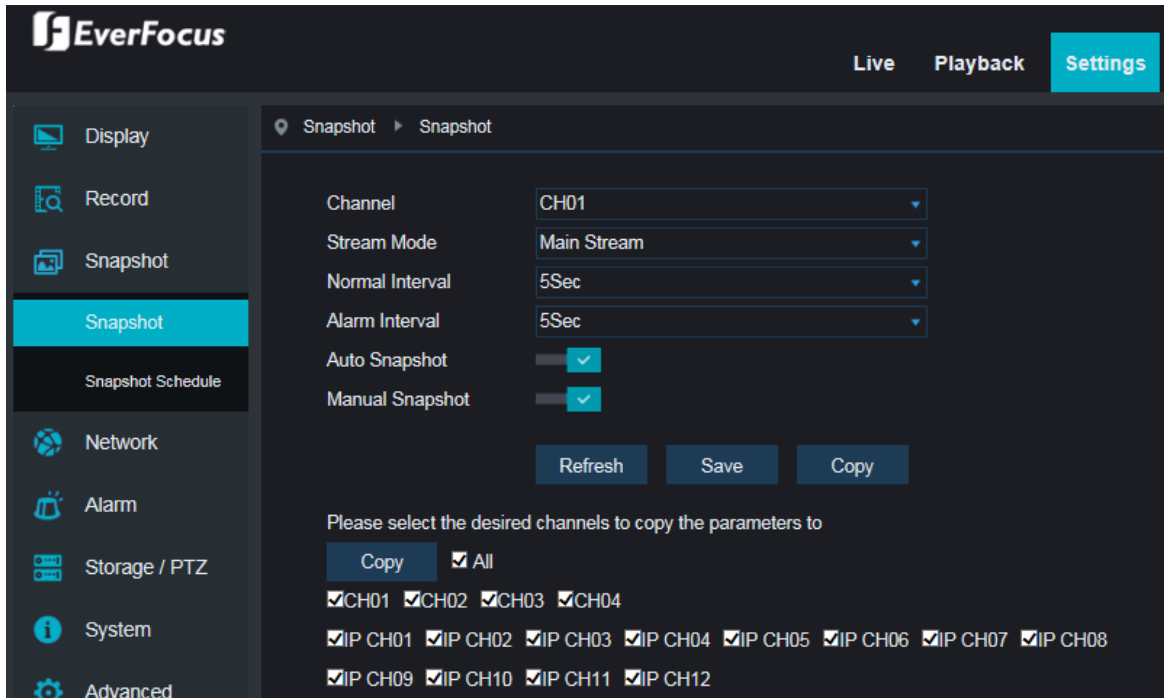 EverFocus
Live Playback Settings
Display
Record
Snapshot
Snapshot
Snapshot Schedule
Network
Alarm
Storage / PTZ
System
Advanced
Snapshot Snapshot
Channel CH01
Stream Mode Main Stream
Normal Interval 5Sec
Alarm Interval 5Sec
Auto Snapshot
Manual Snapshot
Refresh Save Copy
Please select the desired channels to copy the parameters to
Copy All
CH01 CH02 CH03 CH04
IP CH01 IP CH02 IP CH03 IP CH04 IP CH05 IP CH06 IP CH07 IP CH08
IP CH09 IP CH10 IP CH11 IP CH12